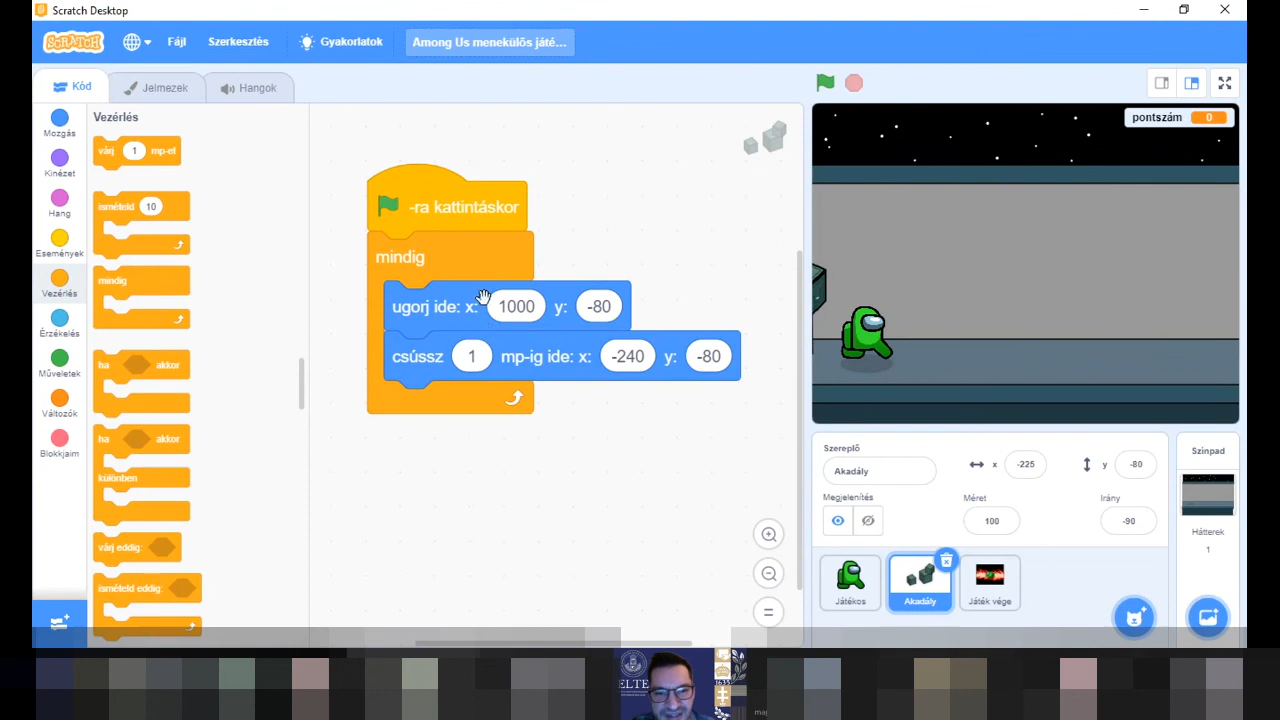 Scratch Desktop
SCRATCH
Fájl
Szerkesztés
Gyakorlatok
Among Us menekülős játé...
Kód
Jelmezek
Hangok
Mozgás
Kinézet
Hang
Események
Vezérlés
Érzékelés
Műveletek
Változók
Blokkjaim
Vezérlés
várj 1 mp-et
ismételd 10
mindig
ha akkor
ha akkor
különben
várj eddig:
ismételd eddig:
-ra kattintáskor
mindig
ugorj ide: x: 1000 y: -80
csússz 1 mp-ig ide: x: -240 y: -80
pontszám 0
Szereplő
Akadály
x -225
y -80
Megjelenítés
Méret
100
Irány
-90
Játékos
Akadály
Játék vége
Színpad
Hátterek
1
ELTE
1635